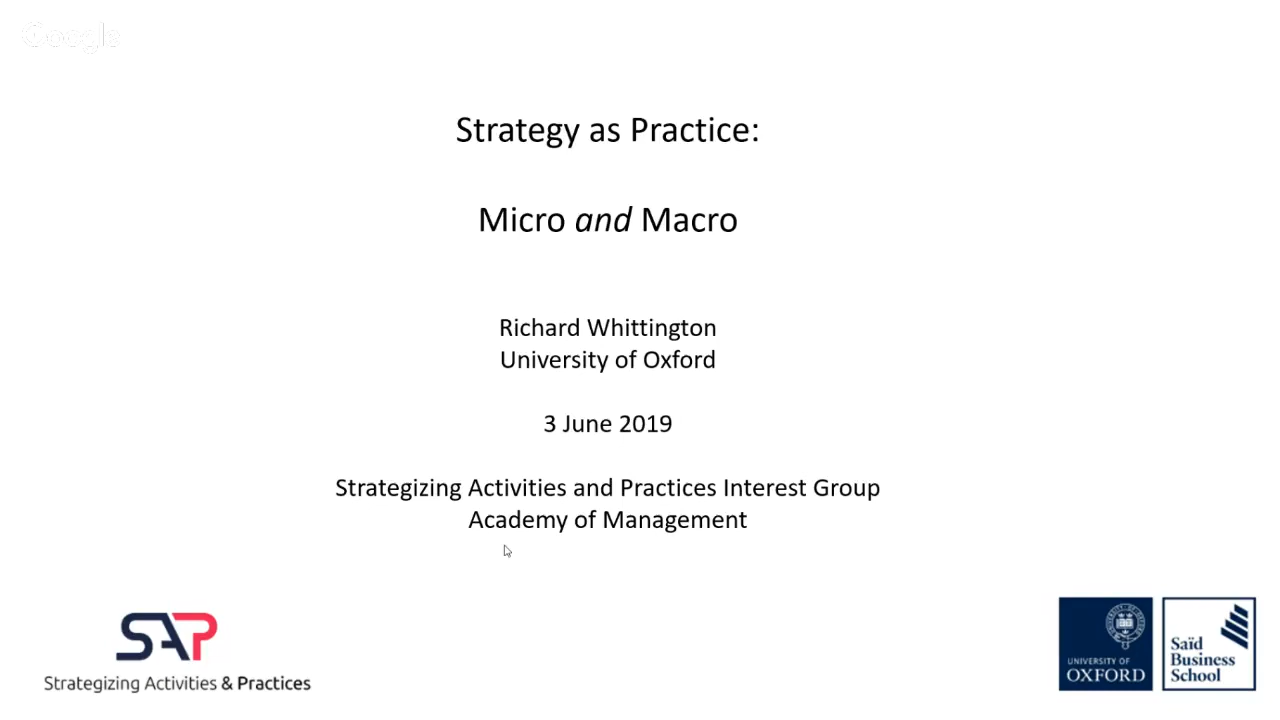 Google
Strategy as Practice:
Micro and Macro
Richard Whittington
University of Oxford
3 June 2019
Strategizing Activities and Practices Interest Group
Academy of Management
SAP
Strategizing Activities & Practices
UNIVERSITY OF
OXFORD
Saïd
Business
School